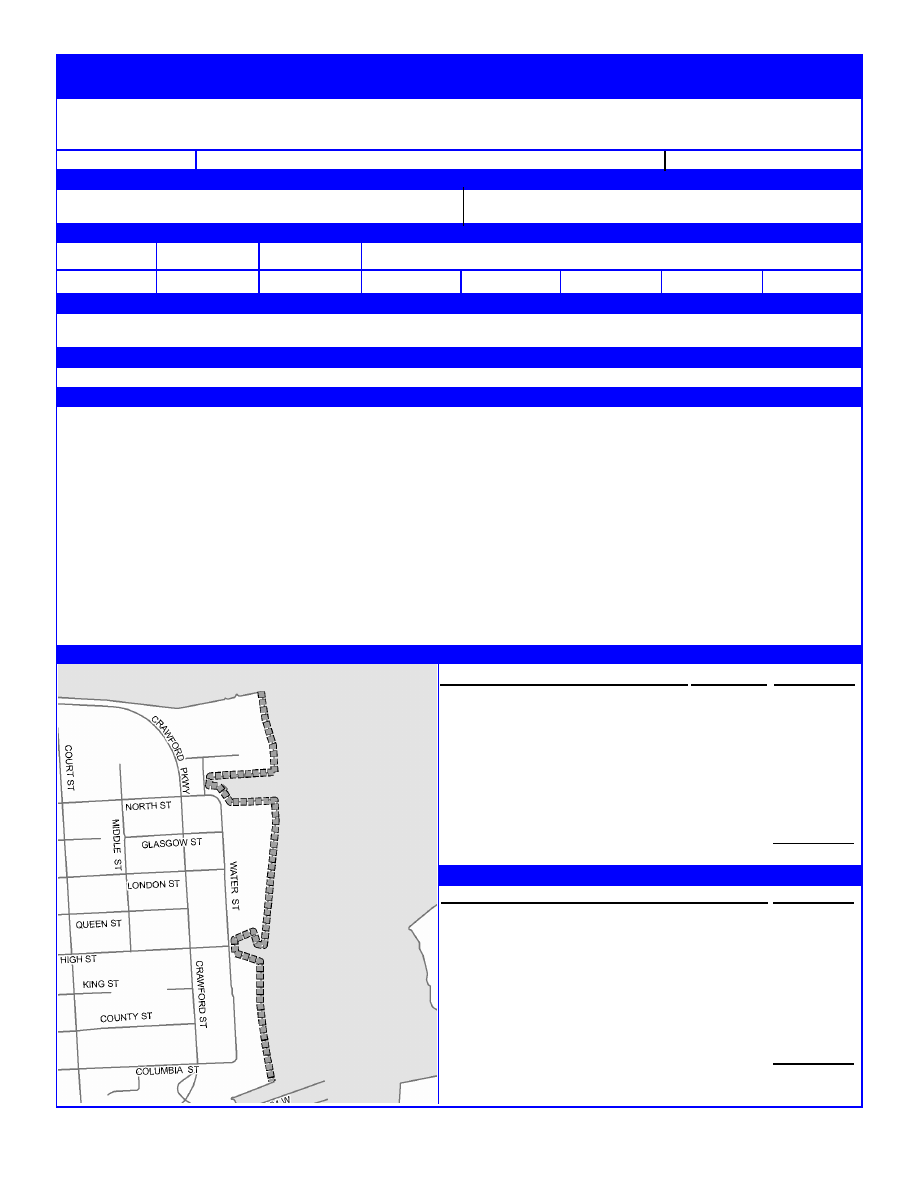 CRAWFORD
PKWY
COURT ST
NORTH ST
MIDDLE ST
GLASGOW ST
WATER ST
LONDON ST
QUEEN ST
HIGH ST
CRAWFORD ST
KING ST
COUNTY ST
COLUMBIA ST